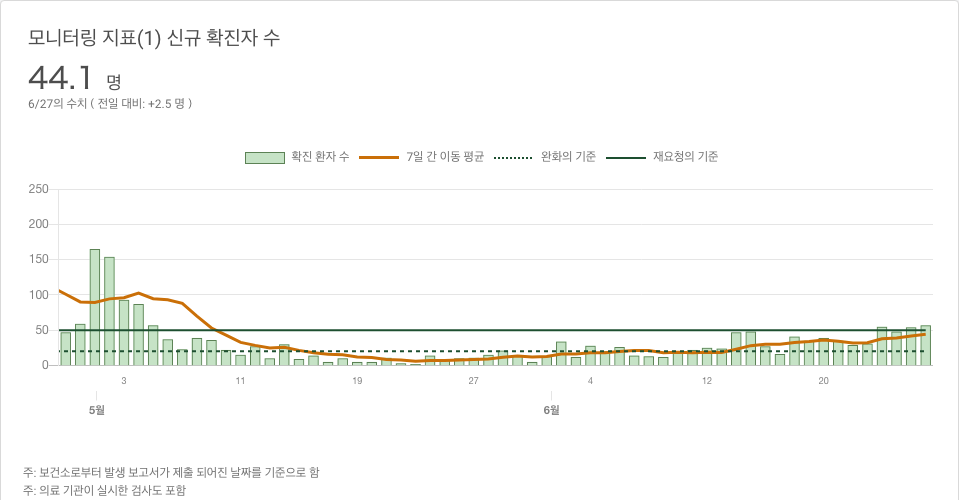 모니터링 지표(1) 신규 확진자 수
44.1 명
6/27의 수치 ( 전일 대비: +2.5 명 )
확진 환자 수 7일 간 이동 평균 완화의 기준 재요청의 기준
250
200
150
100
50
0
3 11 19 27 4 12 20
5월 6월
주: 보건소로부터 발생 보고서가 제출 되어진 날짜를 기준으로 함
주: 의료 기관이 실시한 검사도 포함